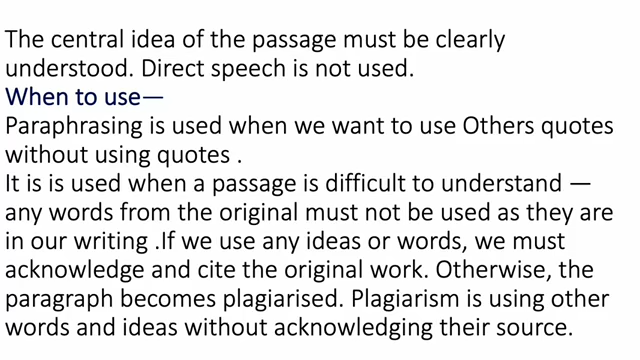 The central idea of the passage must be clearly
understood. Direct speech is not used.
When to use—
Paraphrasing is used when we want to use Others quotes
without using quotes .
It is is used when a passage is difficult to understand —
any words from the original must not be used as they are
in our writing .If we use any ideas or words, we must
acknowledge and cite the original work. Otherwise, the
paragraph becomes plagiarised. Plagiarism is using other
words and ideas without acknowledging their source.